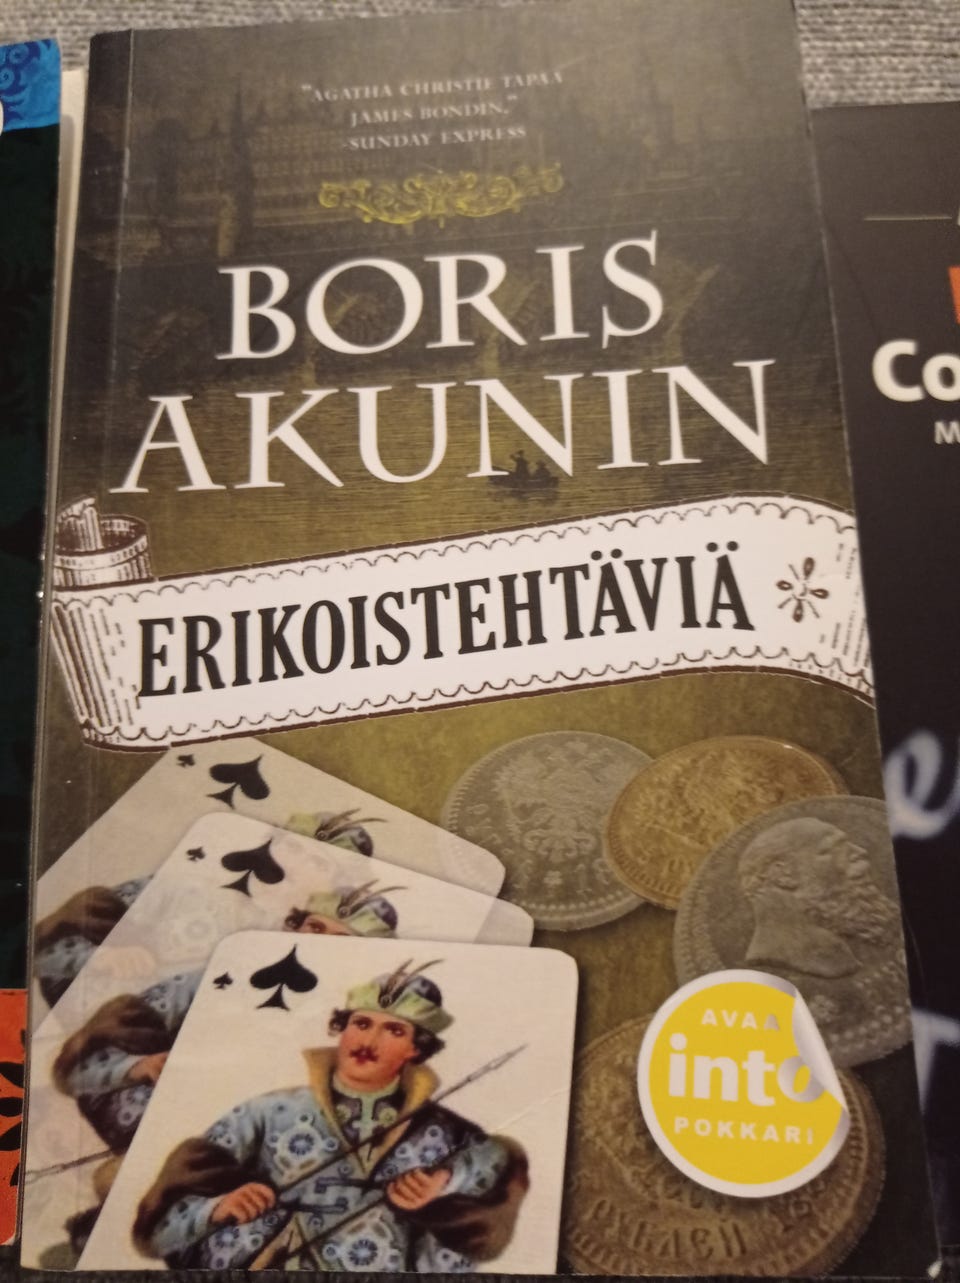 "AGATHA CHRISTIE TAPAA
JAMES BONDIN."
-SUNDAY EXPRESS
BORIS
AKUNIN
ERIKOISTEHTÄVIÄ
AVAA
into
POKKARI
Co
M